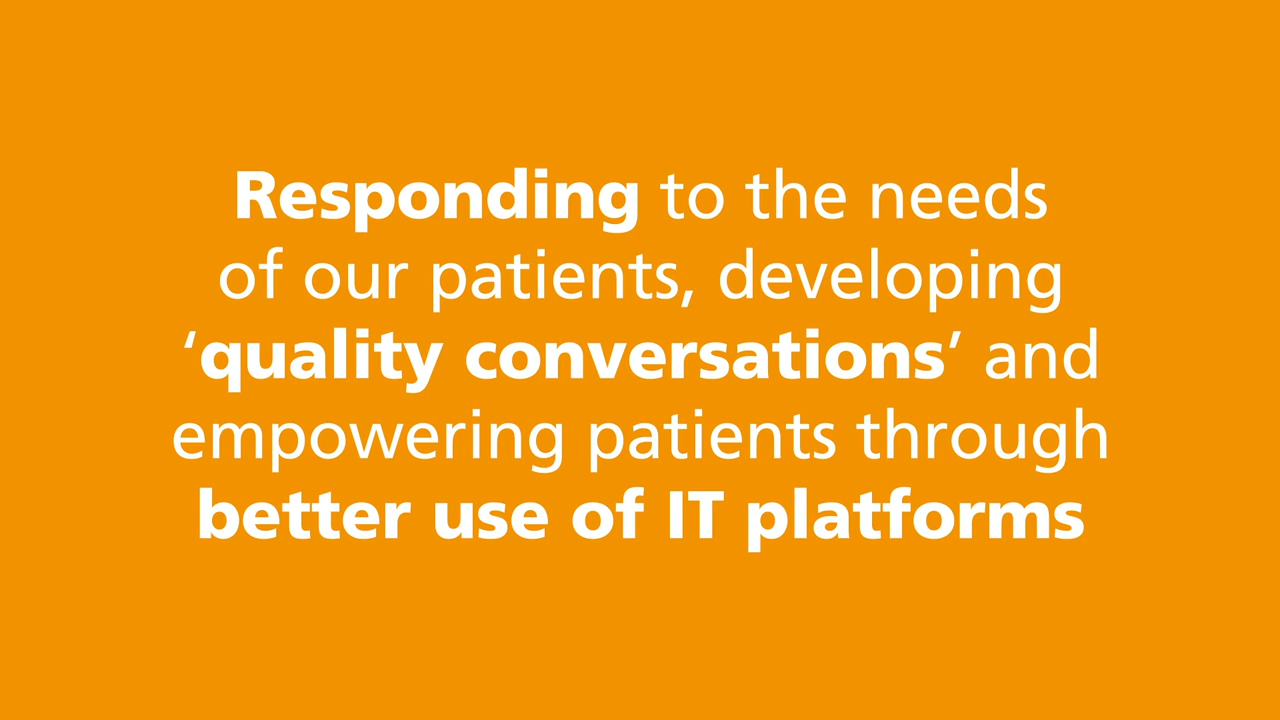 Responding to the needs
of our patients, developing
‘quality conversations’ and
empowering patients through
better use of IT platforms